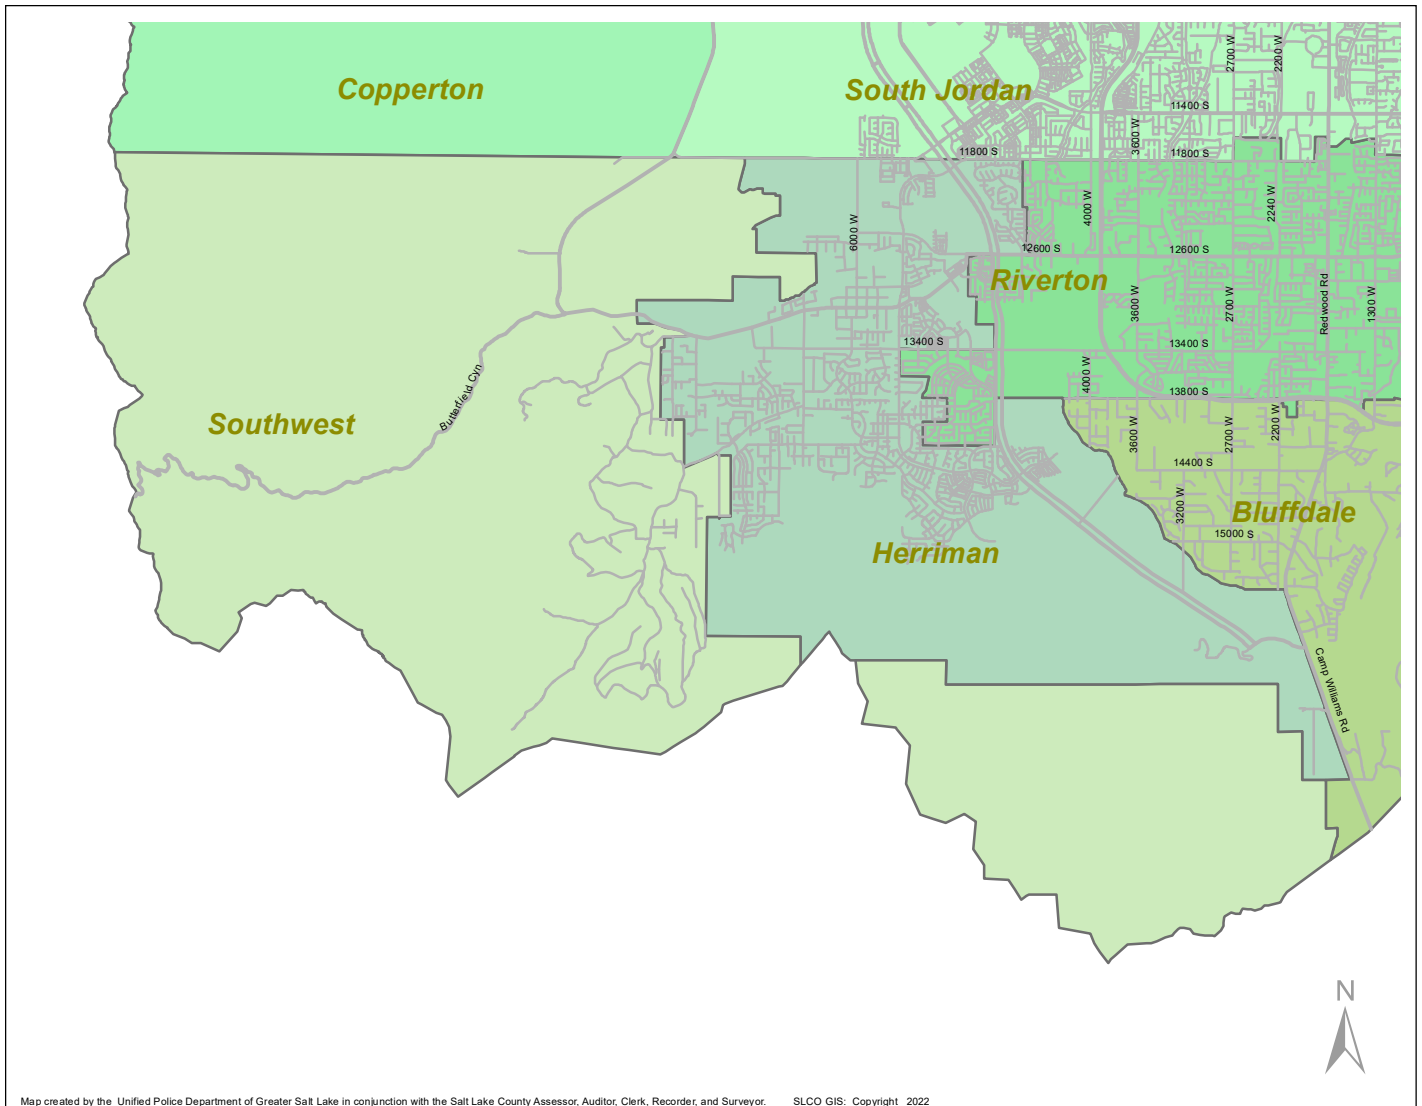 2700 W
2200 W
Copperton
South Jordan
11400 S
3600 W
11800 S
11800 S
4000 W
2240 W
6000 W
12600 S
12600 S
Riverton
3600 W
2700 W
Redwood Rd
1300 W
13400 S
13400 S
4000 W
13800 S
Butterfield Cyn
Southwest
3600 W
2700 W
2200 W
14400 S
3200 W
Bluffdale
15000 S
Herriman
Camp Williams Rd
N
Map created by the Unified Police Department of Greater Salt Lake in conjunction with the Salt Lake County Assessor, Auditor, Clerk, Recorder, and Surveyor. SLCO GIS: Copyright 2022